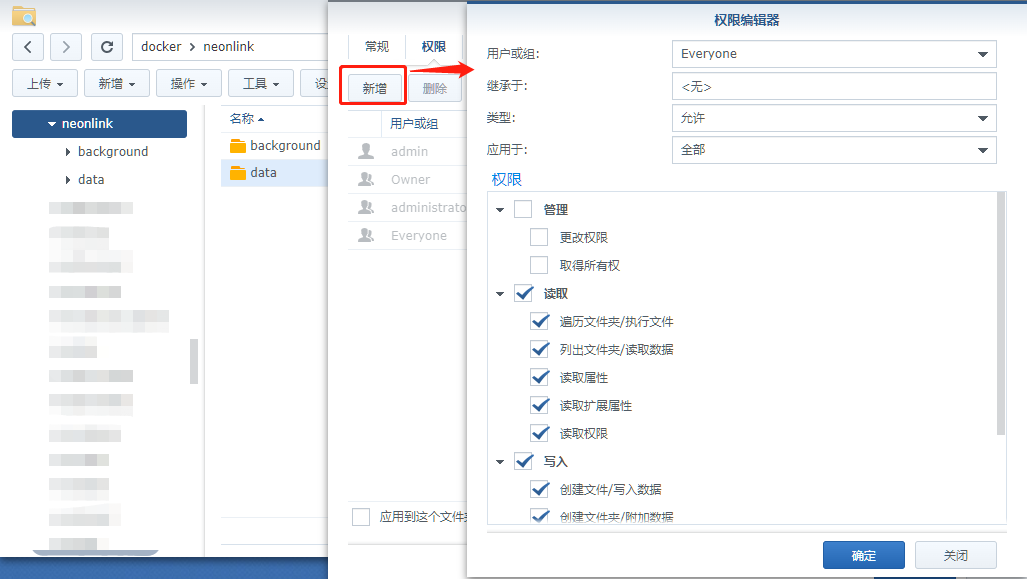 docker > neonlink
上传
新增
操作
工具
设
neonlink
background
data
名称
background
data
常规
权限
新增
删除
用户或组
admin
Owner
administrato
Everyone
应用到这个文件夹
权限编辑器
用户或组:
Everyone
继承于:
<无>
类型:
允许
应用于:
全部
权限
管理
更改权限
取得所有权
读取
遍历文件夹/执行文件
列出文件夹/读取数据
读取属性
读取扩展属性
读取权限
写入
创建文件/写入数据
创建文件夹/附加数据
确定
关闭